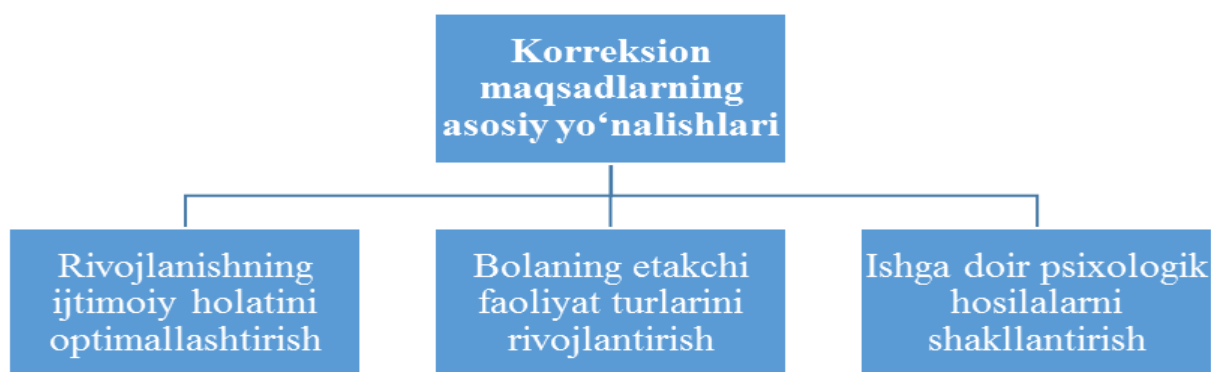 Korreksion
maqsadlarning
asosiy yo‘nalishlari
Rivojlanishning
ijtimoiy holatini
optimallashtirish
Bolaning etakchi
faoliyat turlarini
rivojlantirish
Ishga doir psixologik
hosilalarni
shakllantirish